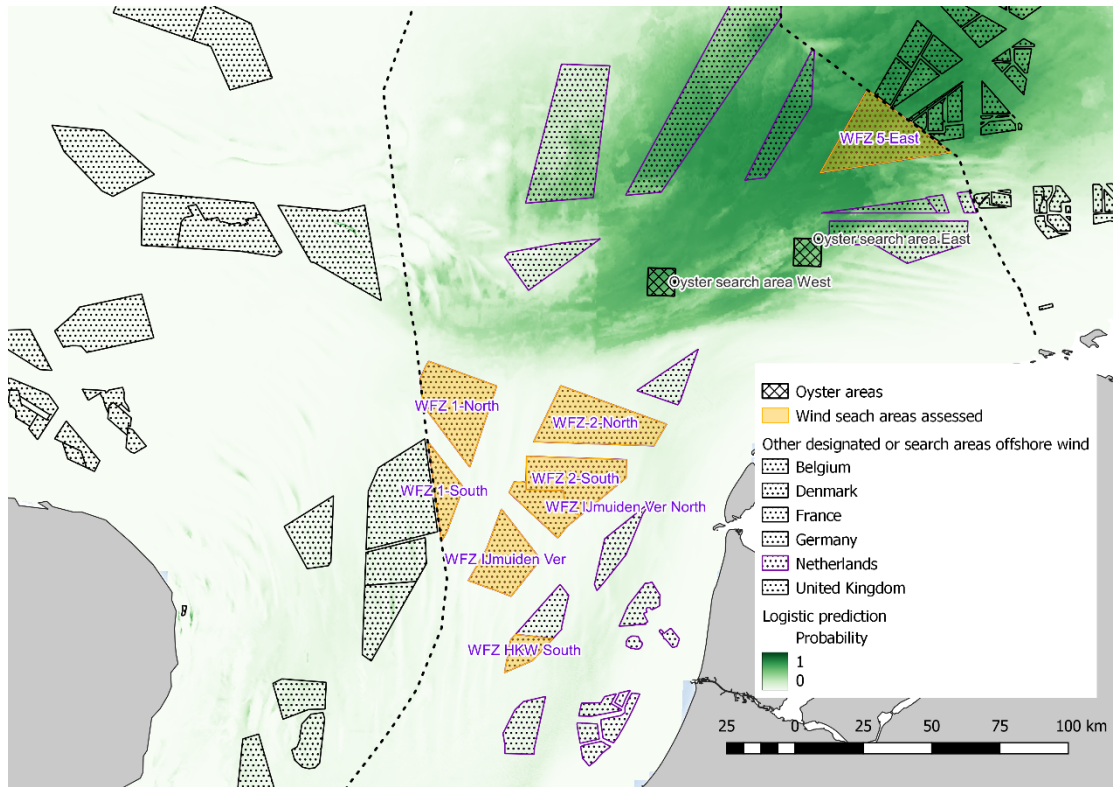 WFZ 5-East
Oyster search area East
Oyster search area West
WFZ 1-North
WFZ-2-North
WFZ 1-South
WFZ 2-South
WFZ IJmuiden Ver North
WFZ IJmuiden Ver
WFZ HKW South
Oyster areas
Wind seach areas assessed
Other designated or search areas offshore wind
Belgium
Denmark
France
Germany
Netherlands
United Kingdom
Logistic prediction
Probability
1
0
25 0 25 50 75 100 km